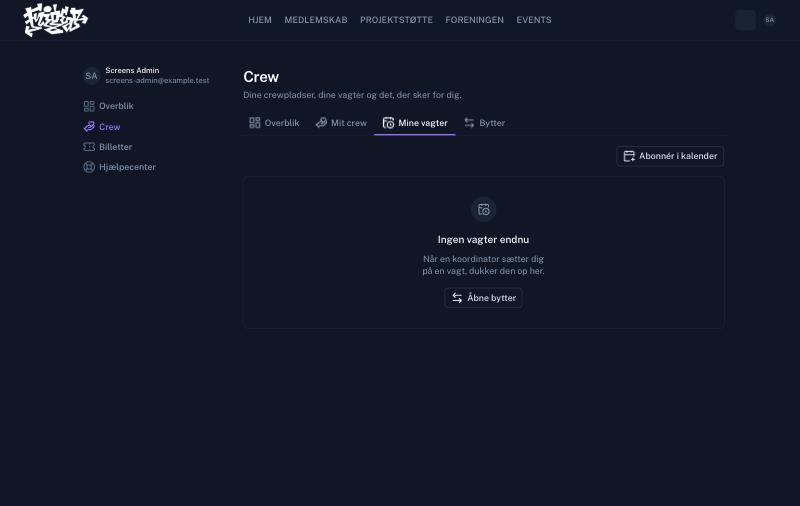 HJEM MEDLEMSKAB PROJEKTSTØTTE FORENINGEN EVENTS
SA
SA
Screens Admin
screens-admin@example.test
Overblik
Crew
Billetter
Hjælpecenter
Crew
Dine crewpladser, dine vagter og det, der sker for dig.
Overblik Mit crew Mine vagter Bytter
Abonnér i kalender
Ingen vagter endnu
Når en koordinator sætter dig
på en vagt, dukker den op her.
Åbne bytter